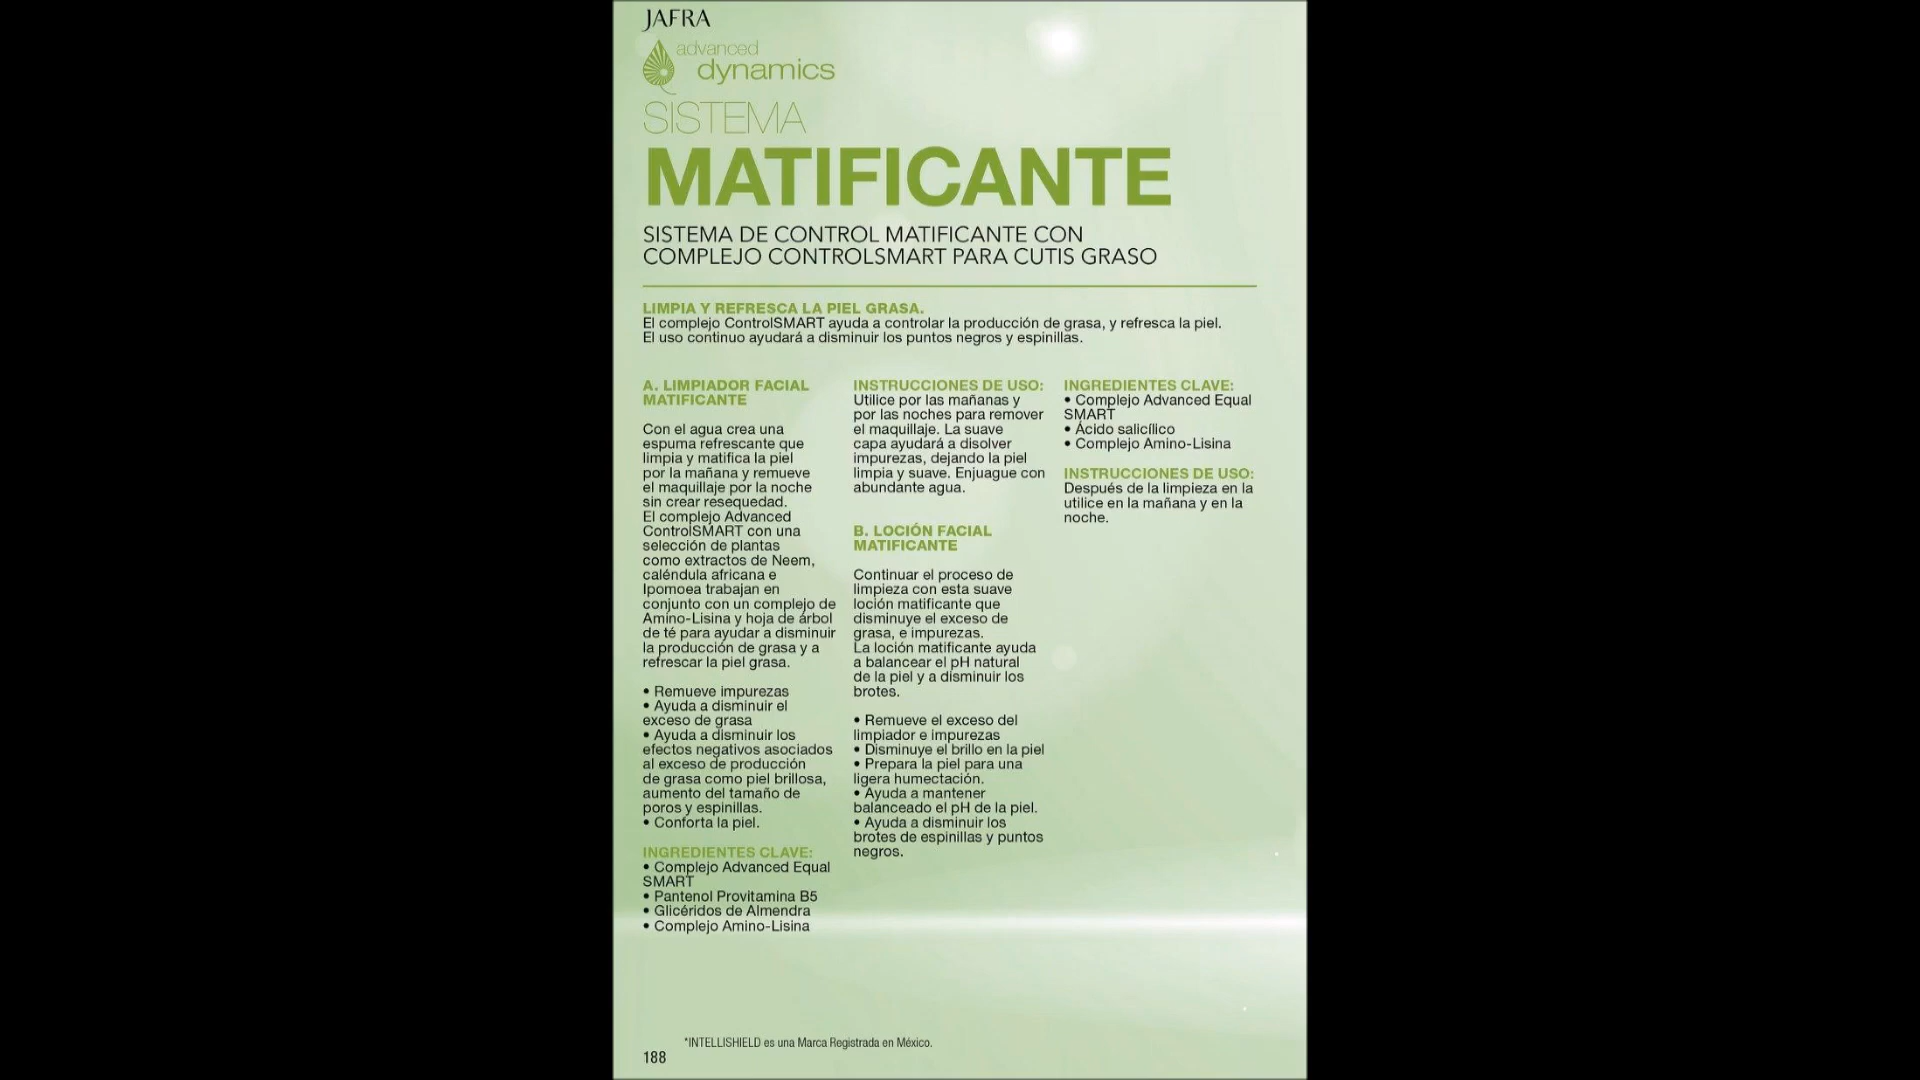 JAFRA
advanced
dynamics
SISTEMA
MATIFICANTE
SISTEMA DE CONTROL MATIFICANTE CON
COMPLEJO CONTROLSMART PARA CUTIS GRASO
LIMPIA Y REFRESCA LA PIEL GRASA.
El complejo ControlSMART ayuda a controlar la producción de grasa, y refresca la piel.
El uso continuo ayudará a disminuir los puntos negros y espinillas.
A. LIMPIADOR FACIAL
MATIFICANTE
Con el agua crea una
espuma refrescante que
limpia y matifica la piel
por la mañana y remueve
el maquillaje por la noche
sin crear resequedad.
El complejo Advanced
ControlSMART con una
selección de plantas
como extractos de Neem,
caléndula africana e
Ipomoea trabajan en
conjunto con un complejo de
Amino-Lisina y hoja de árbol
de té para ayudar a disminuir
la producción de grasa y a
refrescar la piel grasa.
• Remueve impurezas
• Ayuda a disminuir el
exceso de grasa
• Ayuda a disminuir los
efectos negativos asociados
al exceso de producción
de grasa como piel brillosa,
aumento del tamaño de
poros y espinillas.
• Conforta la piel.
INGREDIENTES CLAVE:
• Complejo Advanced Equal
SMART
• Pantenol Provitamina B5
• Glicéridos de Almendra
• Complejo Amino-Lisina
INSTRUCCIONES DE USO:
Utilice por las mañanas y
por las noches para remover
el maquillaje. La suave
capa ayudará a disolver
impurezas, dejando la piel
limpia y suave. Enjuague con
abundante agua.
B. LOCIÓN FACIAL
MATIFICANTE
Continuar el proceso de
limpieza con esta suave
loción matificante que
disminuye el exceso de
grasa, e impurezas.
La loción matificante ayuda
a balancear el pH natural
de la piel y a disminuir los
brotes.
• Remueve el exceso del
limpiador e impurezas
• Disminuye el brillo en la piel
• Prepara la piel para una
ligera humectación.
• Ayuda a mantener
balanceado el pH de la piel.
• Ayuda a disminuir los
brotes de espinillas y puntos
negros.
INGREDIENTES CLAVE:
• Complejo Advanced Equal
SMART
• Ácido salicílico
• Complejo Amino-Lisina
INSTRUCCIONES DE USO:
Después de la limpieza en la
utilice en la mañana y en la
noche.
*INTELLISHIELD es una Marca Registrada en México.
188